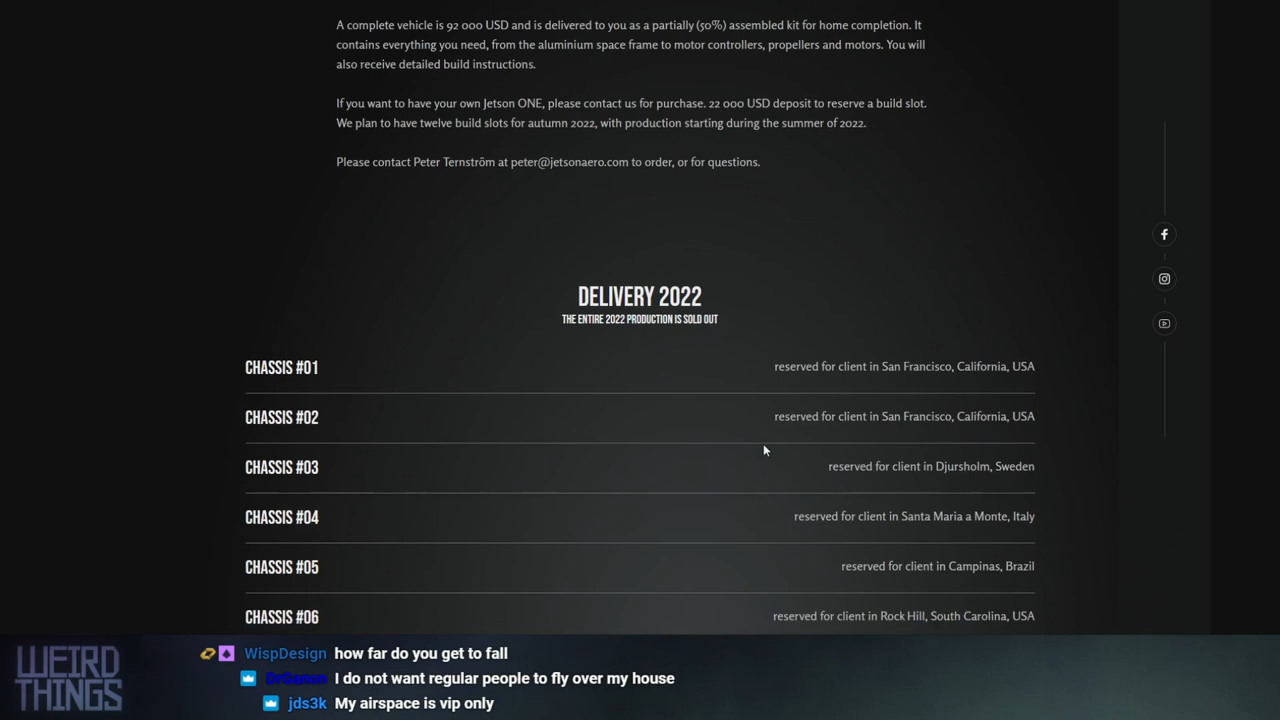 A complete vehicle is 92 000 USD and is delivered to you as a partially (50%) assembled kit for home completion. It
contains everything you need, from the aluminium space frame to motor controllers, propellers and motors. You will
also receive detailed build instructions.
If you want to have your own Jetson ONE, please contact us for purchase. 22 000 USD deposit to reserve a build slot.
We plan to have twelve build slots for autumn 2022, with production starting during the summer of 2022.
Please contact Peter Ternström at peter@jetsonaero.com to order, or for questions.
DELIVERY 2022
THE ENTIRE 2022 PRODUCTION IS SOLD OUT
CHASSIS #01 reserved for client in San Francisco, California, USA
CHASSIS #02 reserved for client in San Francisco, California, USA
CHASSIS #03 reserved for client in Djursholm, Sweden
CHASSIS #04 reserved for client in Santa Maria a Monte, Italy
CHASSIS #05 reserved for client in Campinas, Brazil
CHASSIS #06 reserved for client in Rock Hill, South Carolina, USA
WEIRD
THINGS
WispDesign how far do you get to fall
I do not want regular people to fly over my house
jds3k My airspace is vip only